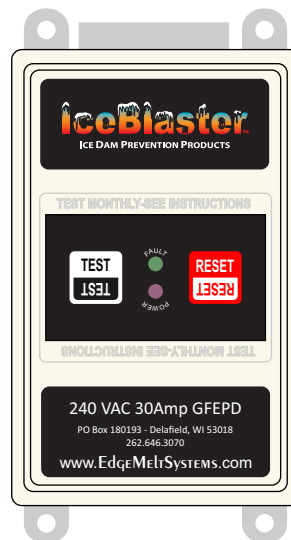 IceBlaster™
ICE DAM PREVENTION PRODUCTS
TEST MONTHLY-SEE INSTRUCTIONS
FAULT
TEST
TEST
RESET
RESET
POWER
TEST MONTHLY-SEE INSTRUCTIONS
240 VAC 30Amp GFEPD
PO Box 180193 - Delafield, WI 53018
262.646.3070
www.EdgeMeltSystems.com